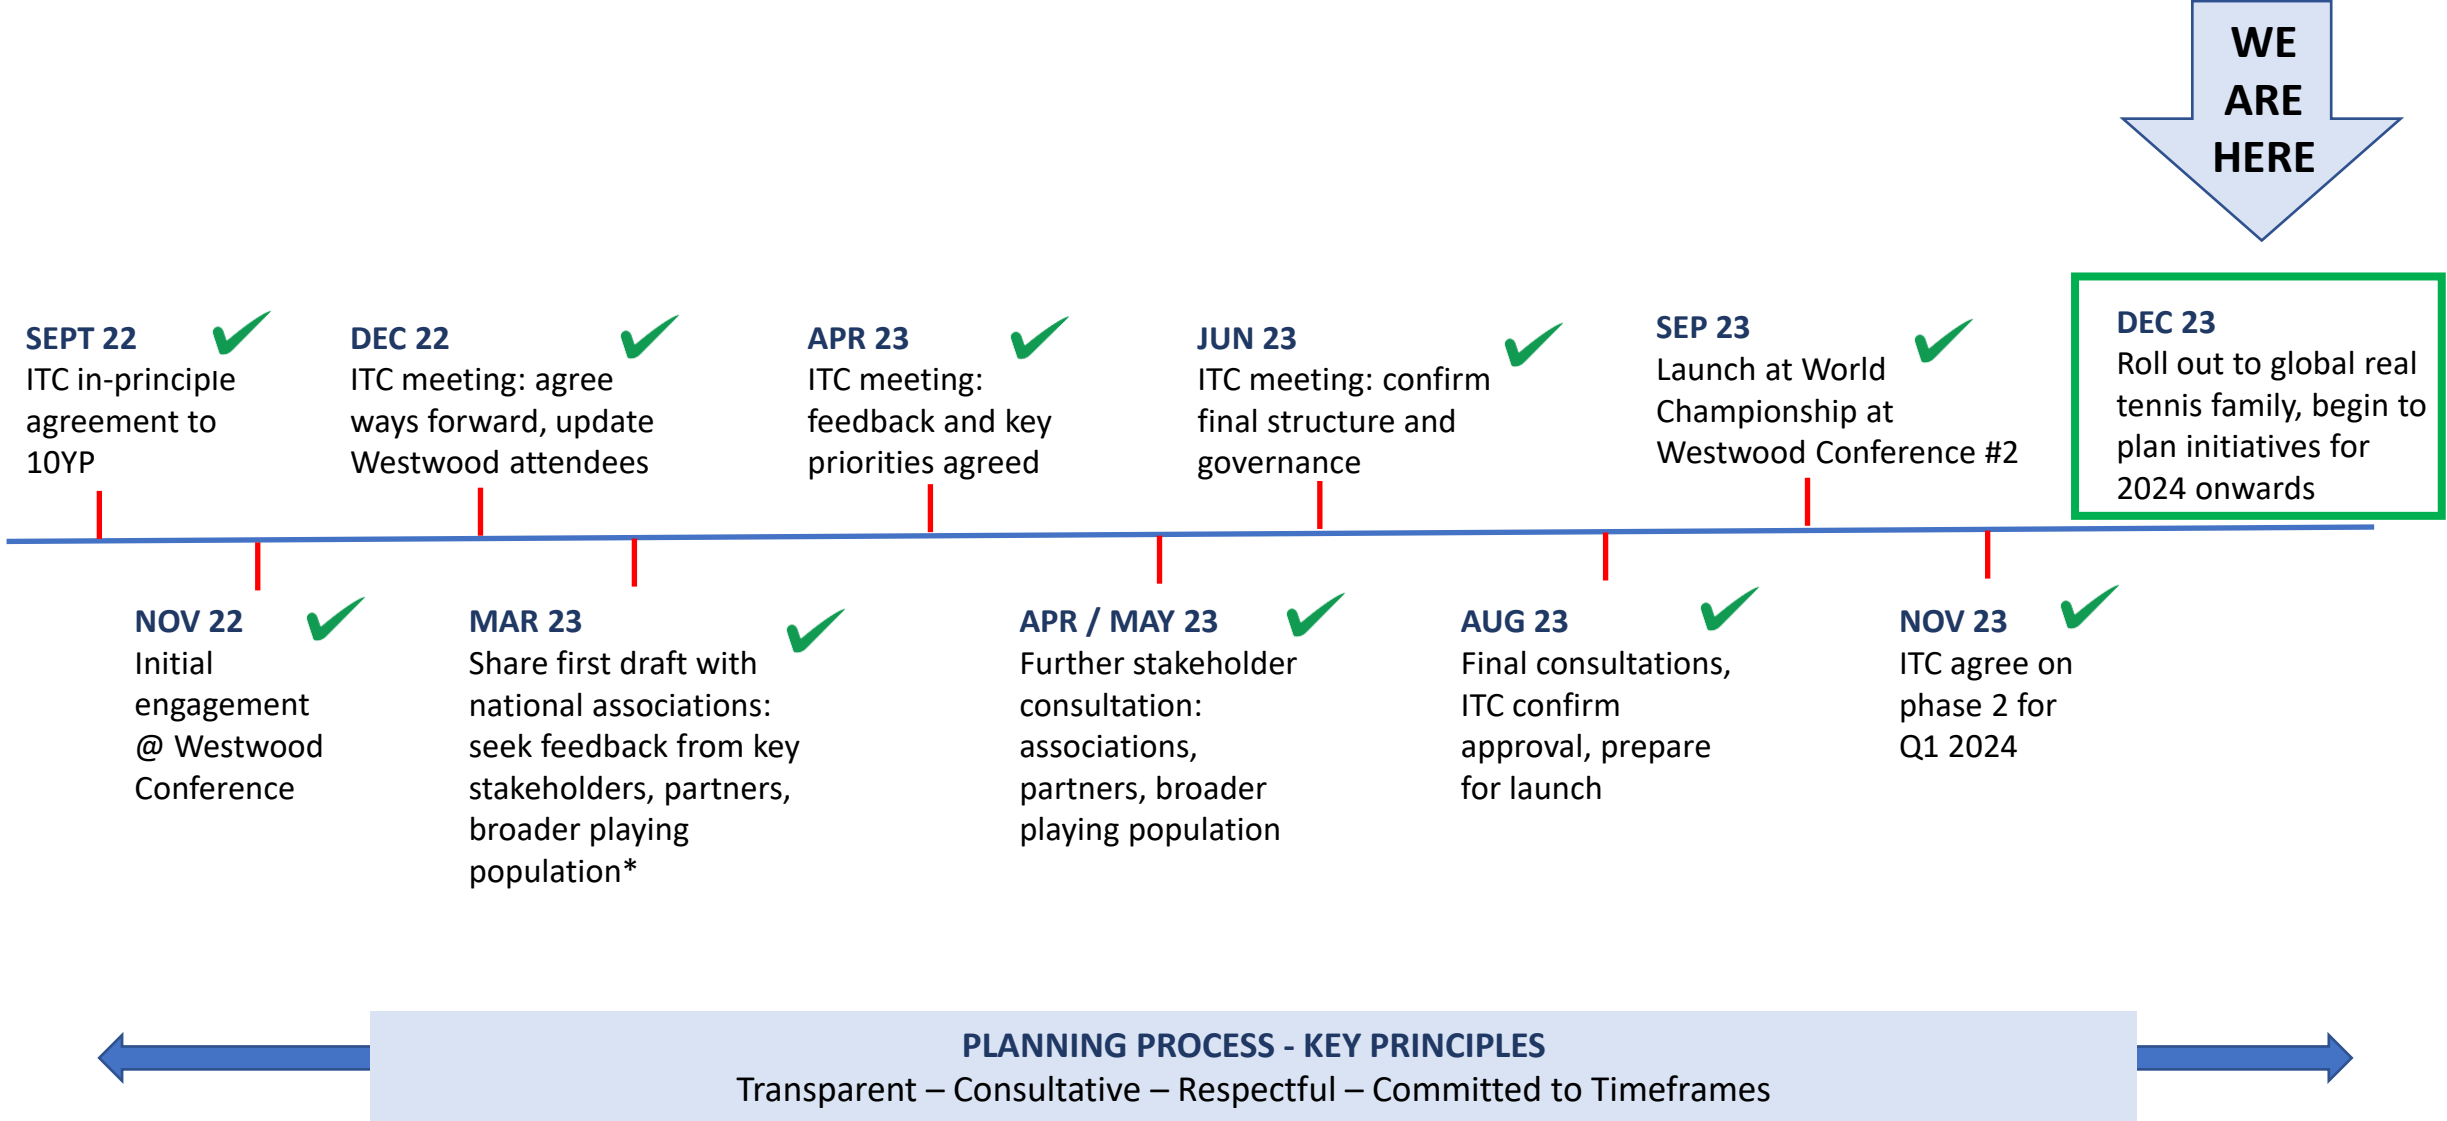 WE
ARE
HERE
SEPT 22
ITC in-principle
agreement to
10YP
DEC 22
ITC meeting: agree
ways forward, update
Westwood attendees
APR 23
ITC meeting:
feedback and key
priorities agreed
JUN 23
ITC meeting: confirm
final structure and
governance
SEP 23
Launch at World
Championship at
Westwood Conference #2
DEC 23
Roll out to global real
tennis family, begin to
plan initiatives for
2024 onwards
NOV 22
Initial
engagement
@ Westwood
Conference
MAR 23
Share first draft with
national associations:
seek feedback from key
stakeholders, partners,
broader playing
population*
APR / MAY 23
Further stakeholder
consultation:
associations,
partners, broader
playing population
AUG 23
Final consultations,
ITC confirm
approval, prepare
for launch
NOV 23
ITC agree on
phase 2 for
Q1 2024
PLANNING PROCESS - KEY PRINCIPLES
Transparent – Consultative – Respectful – Committed to Timeframes